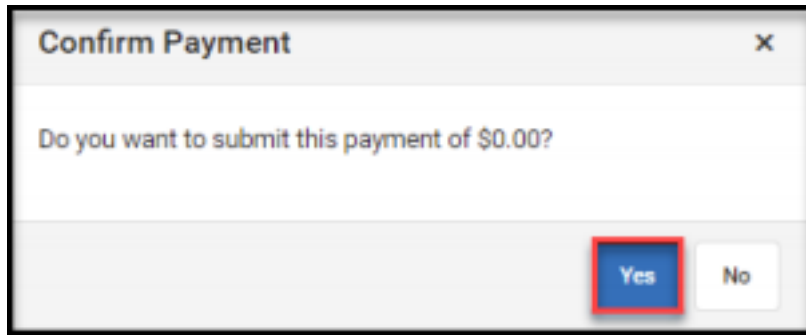 Confirm Payment ×
Do you want to submit this payment of $0.00?
Yes No